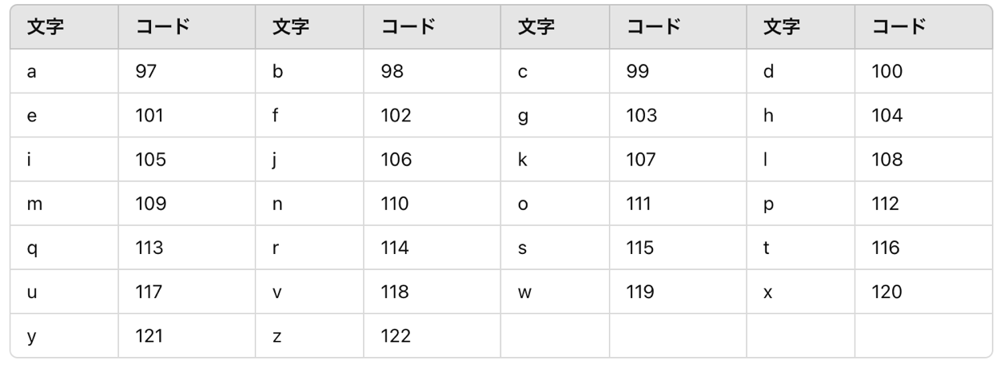 文字 コード 文字 コード 文字 コード 文字 コード
a 97 b 98 c 99 d 100
e 101 f 102 g 103 h 104
i 105 j 106 k 107 l 108
m 109 n 110 o 111 p 112
q 113 r 114 s 115 t 116
u 117 v 118 w 119 x 120
y 121 z 122